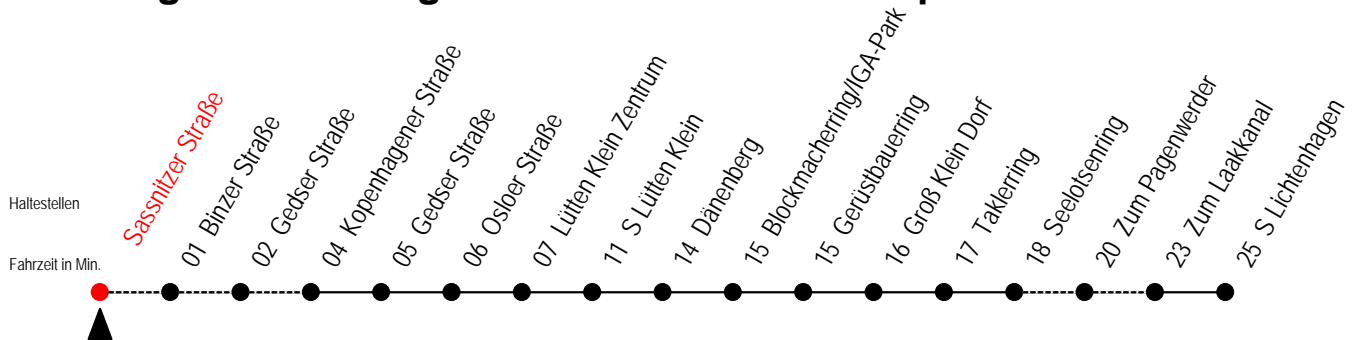 Sassnitzer Straße
01 Binzer Straße
02 Gedser Straße
04 Kopenhagener Straße
05 Gedser Straße
06 Osloer Straße
07 Lütten Klein Zentrum
11 S Lütten Klein
14 Dänenberg
15 Blockmacherring/IGA-Park
15 Gerüstbauerring
16 Groß Klein Dorf
17 Taklerring
18 Seelotsenring
20 Zum Pagenwerder
23 Zum Laakkanal
25 S Lichtenhagen
Haltestellen
Fahrzeit in Min.